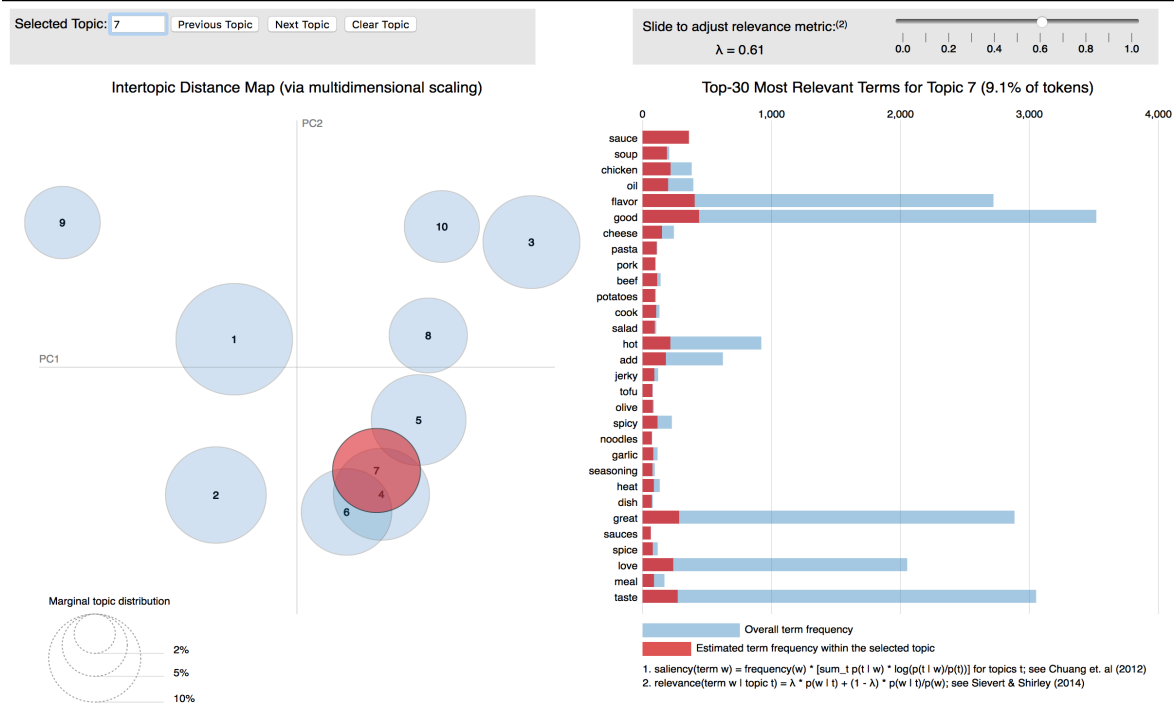 Selected Topic: 7 Previous Topic Next Topic Clear Topic
Slide to adjust relevance metric:(2)
λ = 0.61
0.0 0.2 0.4 0.6 0.8 1.0
Intertopic Distance Map (via multidimensional scaling)
PC2
PC1
9
10
3
1
8
5
7
4
2
6
Marginal topic distribution
2%
5%
10%
Top-30 Most Relevant Terms for Topic 7 (9.1% of tokens)
0 1,000 2,000 3,000 4,000
sauce
soup
chicken
oil
flavor
good
cheese
pasta
pork
beef
potatoes
cook
salad
hot
add
jerky
tofu
olive
spicy
noodles
garlic
seasoning
heat
dish
great
sauces
spice
love
meal
taste
Overall term frequency
Estimated term frequency within the selected topic
1. saliency(term w) = frequency(w) * [sum_t p(t | w) * log(p(t | w)/p(t))] for topics t; see Chuang et. al (2012)
2. relevance(term w | topic t) = λ * p(w | t) + (1 - λ) * p(w | t)/p(w); see Sievert & Shirley (2014)